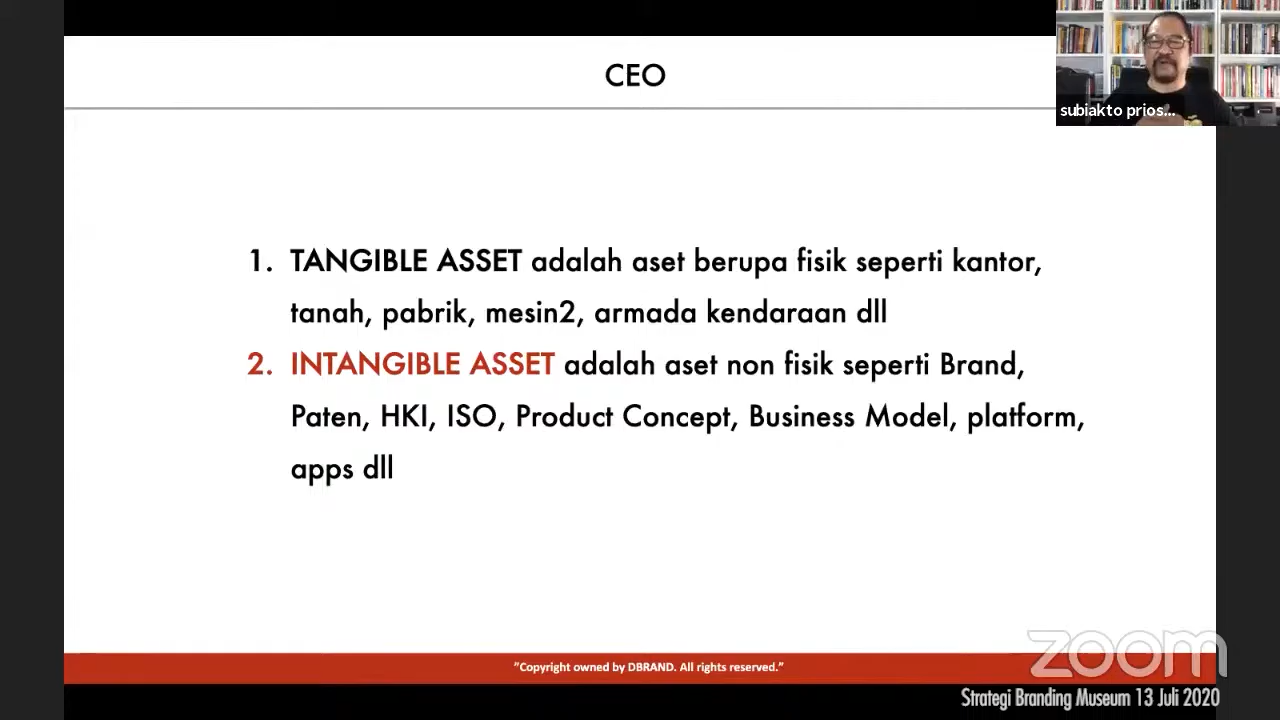 CEO
subiakto prios...
1. TANGIBLE ASSET adalah aset berupa fisik seperti kantor,
tanah, pabrik, mesin2, armada kendaraan dll
2. INTANGIBLE ASSET adalah aset non fisik seperti Brand,
Paten, HKI, ISO, Product Concept, Business Model, platform,
apps dll
"Copyright owned by DBRAND. All rights reserved."
zoom
Strategi Branding Museum 13 Juli 2020